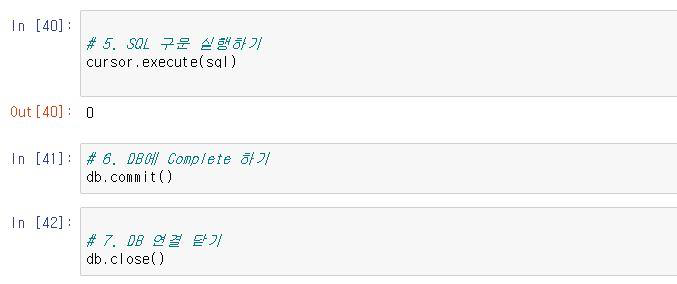 In [40]:
# 5. SQL 구문 실행하기
cursor.execute(sql)
Out[40]: 0
In [41]: # 6. DB에 Complete 하기
db.commit()
In [42]:
# 7. DB 연결 닫기
db.close()